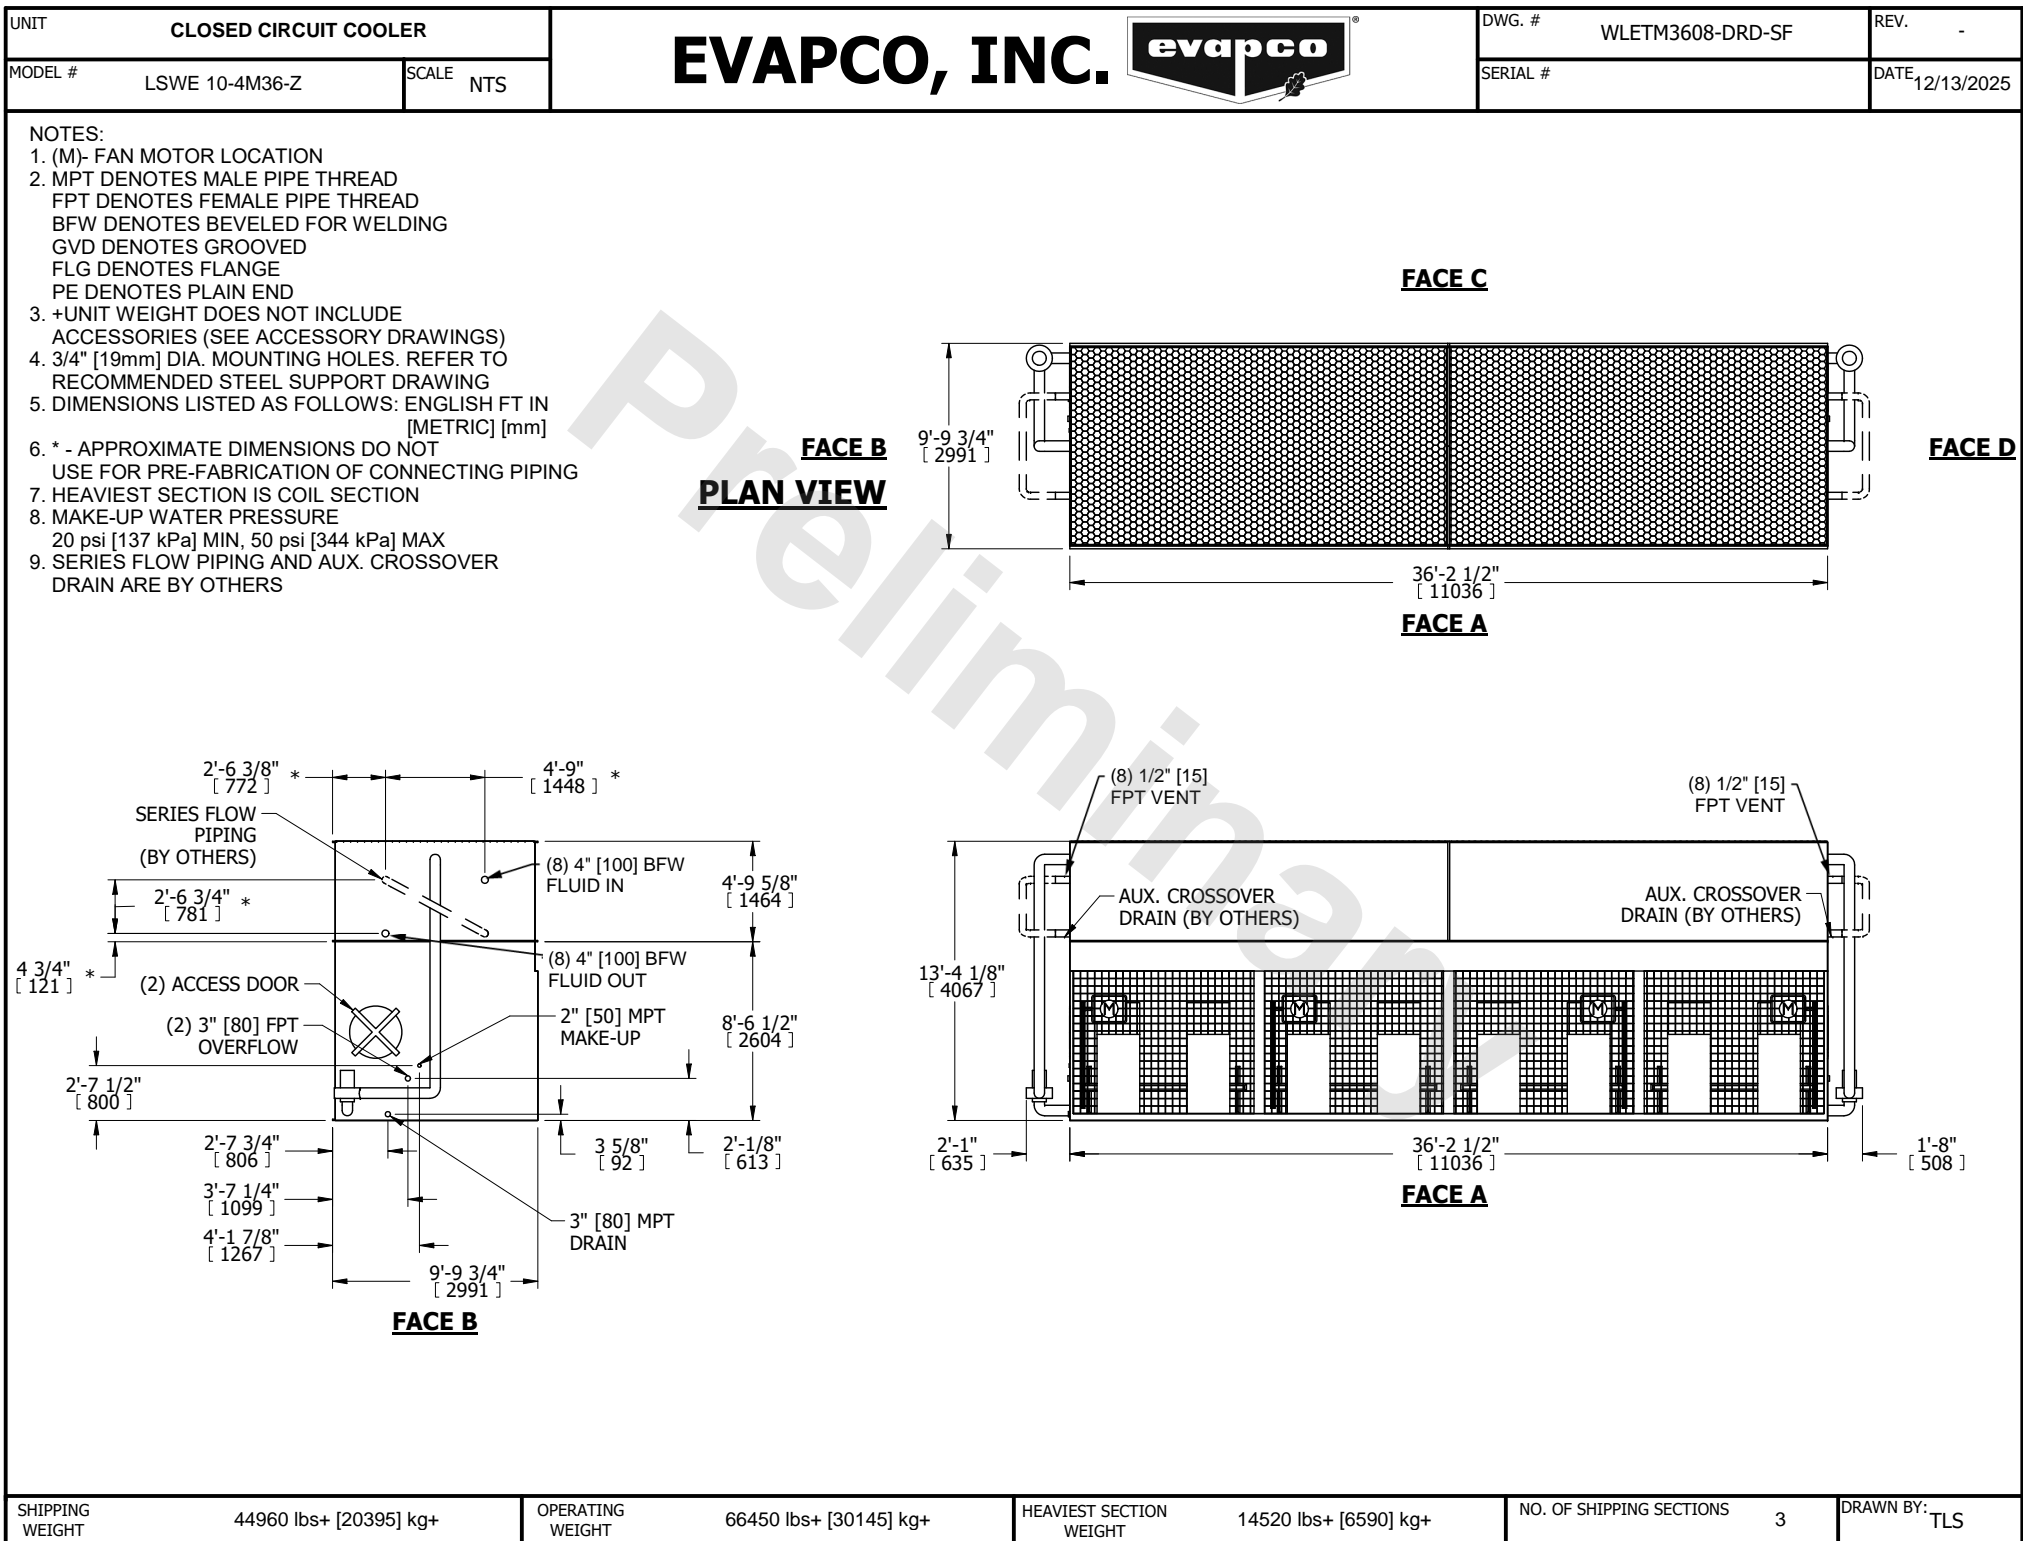 UNIT
CLOSED CIRCUIT COOLER
MODEL #
LSWE 10-4M36-Z
SCALE
NTS
EVAPCO, INC.
evapco
®
DWG. #
WLETM3608-DRD-SF
REV.
-
SERIAL #
DATE
12/13/2025
NOTES:
1. (M)- FAN MOTOR LOCATION
2. MPT DENOTES MALE PIPE THREAD
FPT DENOTES FEMALE PIPE THREAD
BFW DENOTES BEVELED FOR WELDING
GVD DENOTES GROOVED
FLG DENOTES FLANGE
PE DENOTES PLAIN END
3. +UNIT WEIGHT DOES NOT INCLUDE
ACCESSORIES (SEE ACCESSORY DRAWINGS)
4. 3/4" [19mm] DIA. MOUNTING HOLES. REFER TO
RECOMMENDED STEEL SUPPORT DRAWING
5. DIMENSIONS LISTED AS FOLLOWS: ENGLISH FT IN
[METRIC] [mm]
6. * - APPROXIMATE DIMENSIONS DO NOT
USE FOR PRE-FABRICATION OF CONNECTING PIPING
7. HEAVIEST SECTION IS COIL SECTION
8. MAKE-UP WATER PRESSURE
20 psi [137 kPa] MIN, 50 psi [344 kPa] MAX
9. SERIES FLOW PIPING AND AUX. CROSSOVER
DRAIN ARE BY OTHERS
Preliminary
FACE C
FACE B
PLAN VIEW
9'-9 3/4"
[ 2991 ]
FACE D
36'-2 1/2"
[ 11036 ]
FACE A
2'-6 3/8" *
[ 772 ]
4'-9" *
[ 1448 ]
SERIES FLOW
PIPING
(BY OTHERS)
2'-6 3/4" *
[ 781 ]
4 3/4" *
[ 121 ]
(8) 4" [100] BFW
FLUID IN
4'-9 5/8"
[ 1464 ]
(8) 4" [100] BFW
FLUID OUT
(2) ACCESS DOOR
(2) 3" [80] FPT
OVERFLOW
2" [50] MPT
MAKE-UP
8'-6 1/2"
[ 2604 ]
2'-7 1/2"
[ 800 ]
2'-7 3/4"
[ 806 ]
3 5/8"
[ 92 ]
2'-1/8"
[ 613 ]
3'-7 1/4"
[ 1099 ]
4'-1 7/8"
[ 1267 ]
3" [80] MPT
DRAIN
9'-9 3/4"
[ 2991 ]
FACE B
(8) 1/2" [15]
FPT VENT
(8) 1/2" [15]
FPT VENT
AUX. CROSSOVER
DRAIN (BY OTHERS)
AUX. CROSSOVER
DRAIN (BY OTHERS)
13'-4 1/8"
[ 4067 ]
M
M
M
M
2'-1"
[ 635 ]
36'-2 1/2"
[ 11036 ]
1'-8"
[ 508 ]
FACE A
SHIPPING
WEIGHT
44960 lbs+ [20395] kg+
OPERATING
WEIGHT
66450 lbs+ [30145] kg+
HEAVIEST SECTION
WEIGHT
14520 lbs+ [6590] kg+
NO. OF SHIPPING SECTIONS
3
DRAWN BY:
TLS